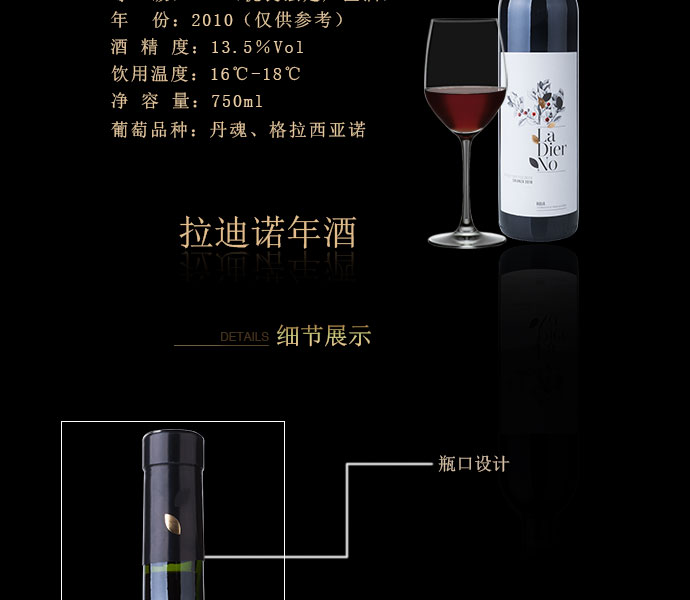 年 份：2010（仅供参考）
酒 精 度：13.5%Vol
饮用温度：16℃-18℃
净 容 量：750ml
葡萄品种：丹魂、格拉西亚诺
La
Dier
No
拉迪诺年酒
DETAILS 细节展示
瓶口设计